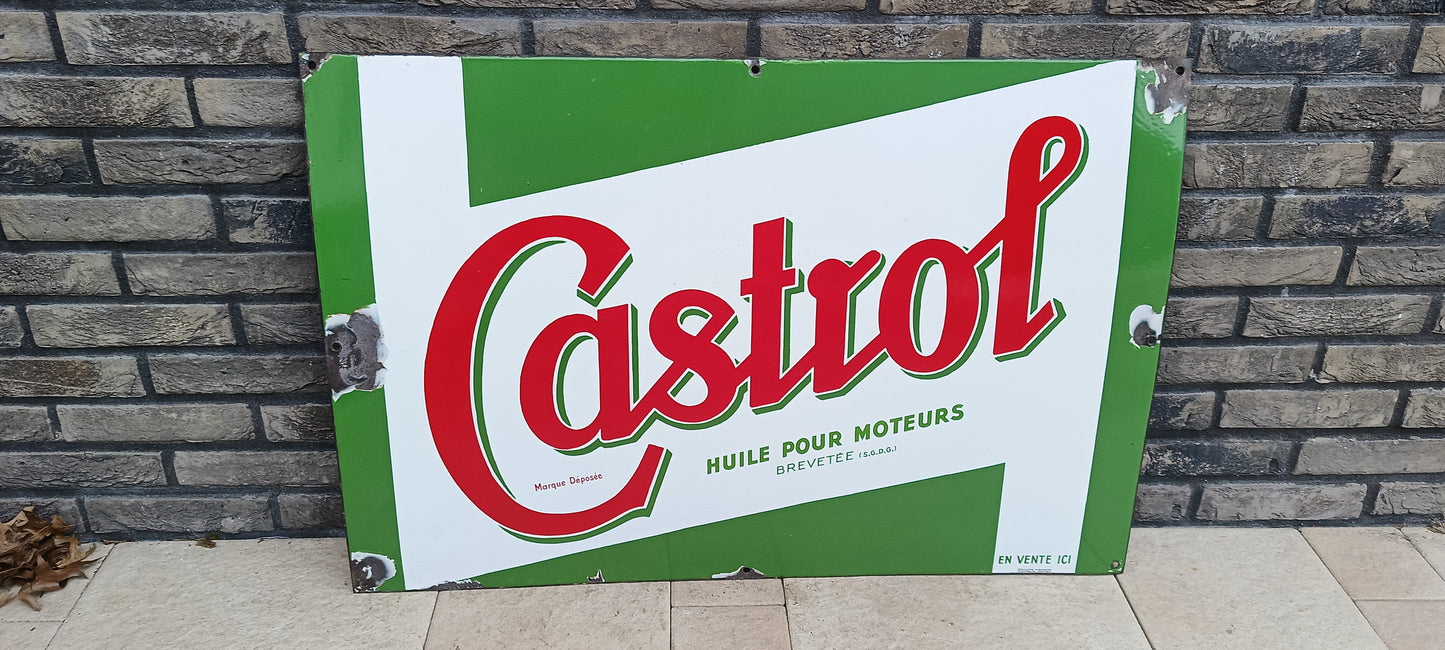 Castrol
HUILE POUR MOTEURS
BREVETÉE (S.G.D.G.)
Marque Déposée
EN VENTE ICI